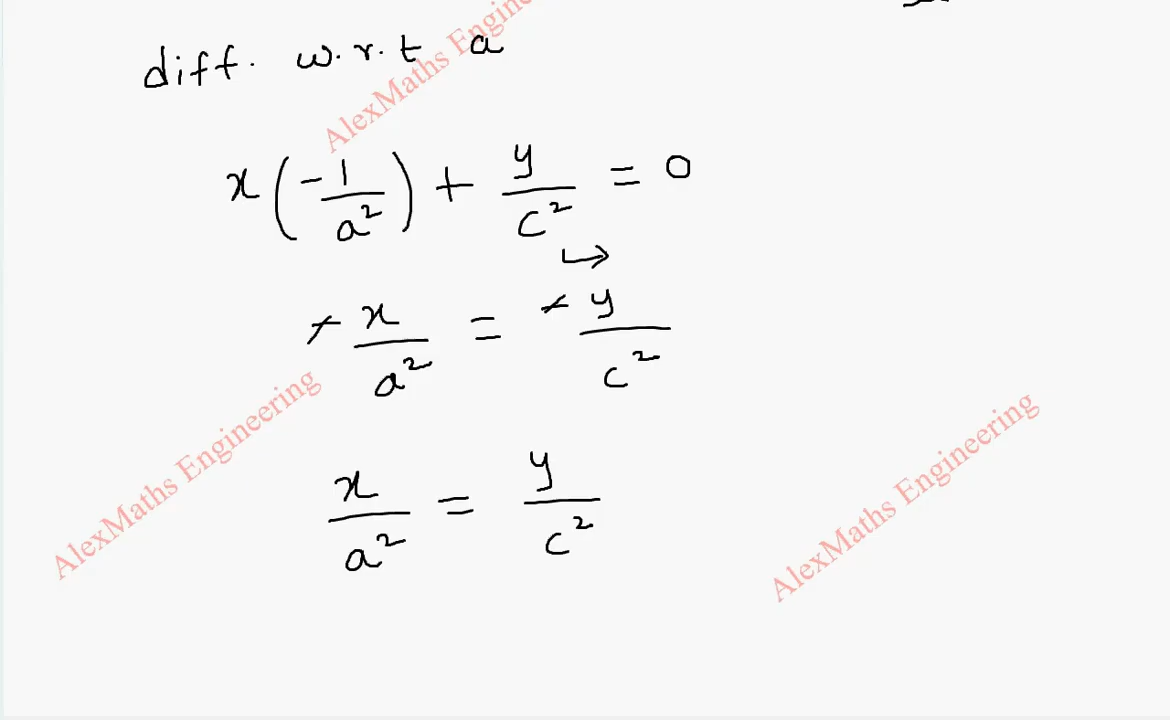 diff. w.r.t a
x(-1/a²) + y/c² = 0
-x/a² = -y/c²
x/a² = y/c²
AlexMaths Engineering
AlexMaths Engineering
AlexMaths Engineering